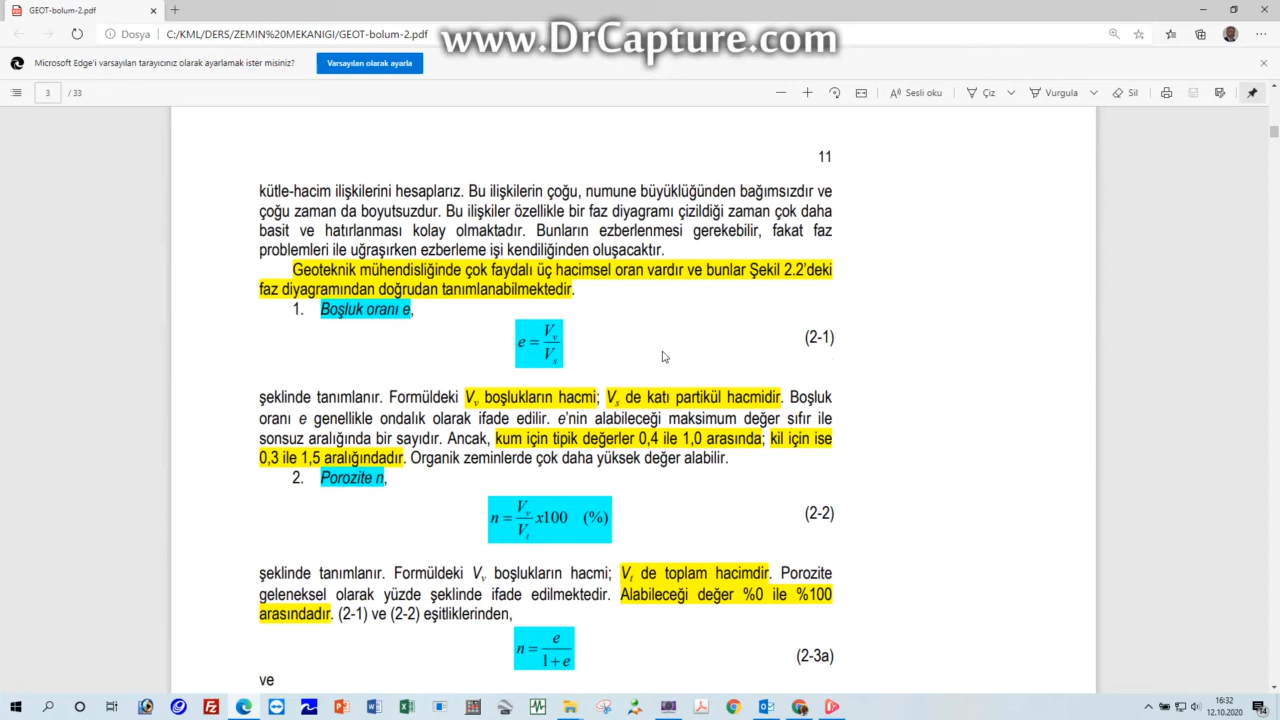 GEOT-bolum-2.pdf
Dosya C:/KML/DERS/ZEMIN%20MEKANIGI/GEOT-bolum-2.pdf
www.DrCapture.com
Microsoft Edge'i varsayılan tarayıcınız olarak ayarlamak ister misiniz? Varsayılan olarak ayarla
3 / 33 Sesli oku Çiz Vurgula Sil
11
kütle-hacim ilişkilerini hesaplarız. Bu ilişkilerin çoğu, numune büyüklüğünden bağımsızdır ve
çoğu zaman da boyutsuzdur. Bu ilişkiler özellikle bir faz diyagramı çizildiği zaman çok daha
basit ve hatırlanması kolay olmaktadır. Bunların ezberlenmesi gerekebilir, fakat faz
problemleri ile uğraşırken ezberleme işi kendiliğinden oluşacaktır.
Geoteknik mühendisliğinde çok faydalı üç hacimsel oran vardır ve bunlar Şekil 2.2'deki
faz diyagramından doğrudan tanımlanabilmektedir.
1. Boşluk oranı e,
e = V_v / V_s (2-1)
şeklinde tanımlanır. Formüldeki V_v boşlukların hacmi; V_s de katı partikül hacmidir. Boşluk
oranı e genellikle ondalık olarak ifade edilir. e'nin alabileceği maksimum değer sıfır ile
sonsuz aralığında bir sayıdır. Ancak, kum için tipik değerler 0,4 ile 1,0 arasında; kil için ise
0,3 ile 1,5 aralığındadır. Organik zeminlerde çok daha yüksek değer alabilir.
2. Porozite n,
n = V_v / V_t x100 (%) (2-2)
şeklinde tanımlanır. Formüldeki V_v boşlukların hacmi; V_t de toplam hacimdir. Porozite
geleneksel olarak yüzde şeklinde ifade edilmektedir. Alabileceği değer %0 ile %100
arasındadır. (2-1) ve (2-2) eşitliklerinden,
n = e / 1 + e (2-3a)
ve
16:32
12.10.2020